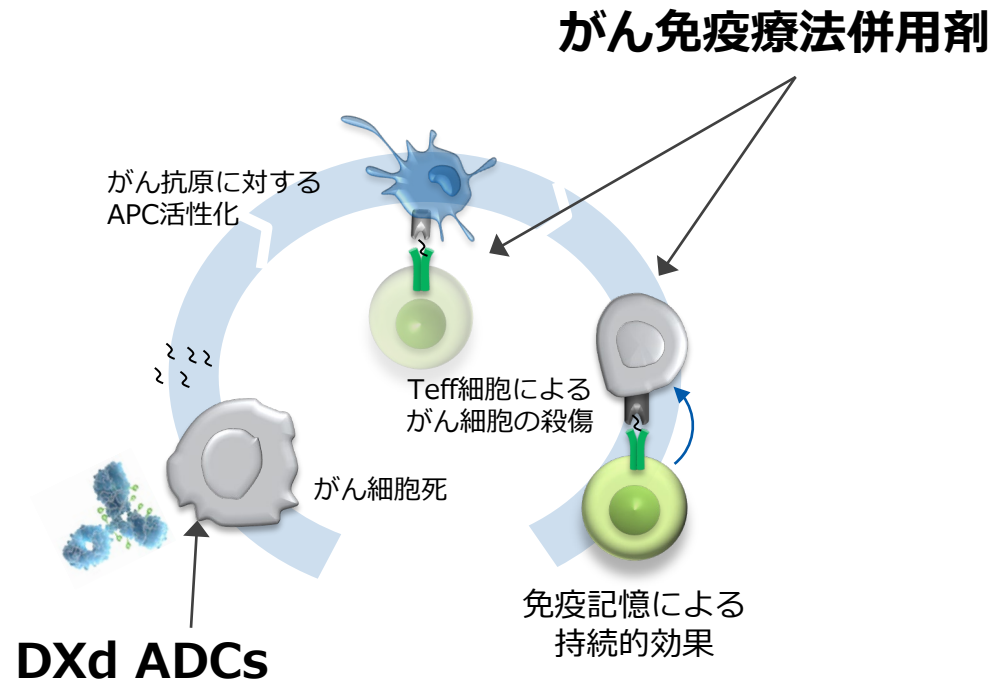 がん免疫療法併用剤
がん抗原に対する
APC活性化
Teff細胞による
がん細胞の殺傷
がん細胞死
免疫記憶による
持続的効果
DXd ADCs